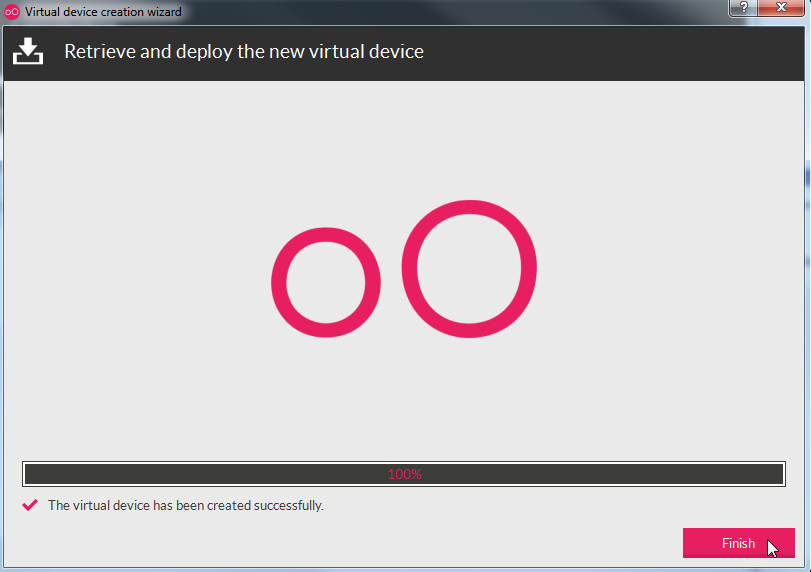 Virtual device creation wizard
?
Retrieve and deploy the new virtual device
100%
The virtual device has been created successfully.
Finish